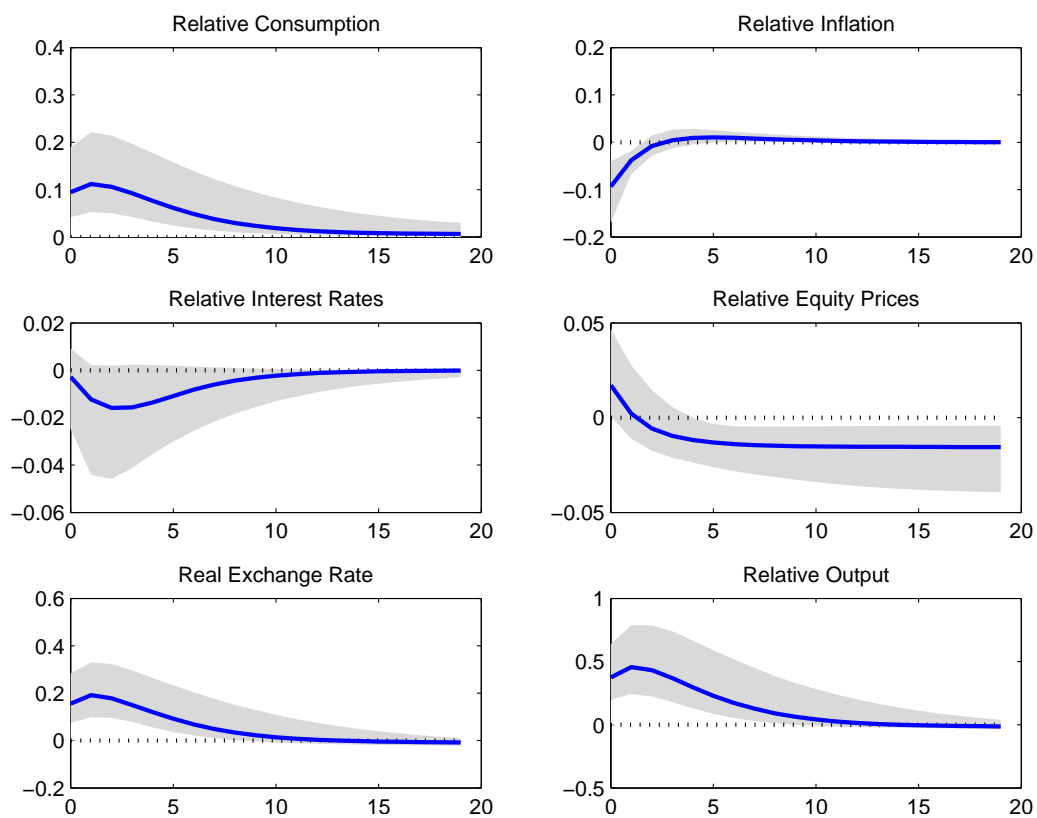 Relative Consumption
0.4
0.3
0.2
0.1
0
0 5 10 15 20
Relative Inflation
0.2
0.1
0
−0.1
−0.2
0 5 10 15 20
Relative Interest Rates
0.02
0
−0.02
−0.04
−0.06
0 5 10 15 20
Relative Equity Prices
0.05
0
−0.05
0 5 10 15 20
Real Exchange Rate
0.6
0.4
0.2
0
−0.2
0 5 10 15 20
Relative Output
1
0.5
0
−0.5
0 5 10 15 20